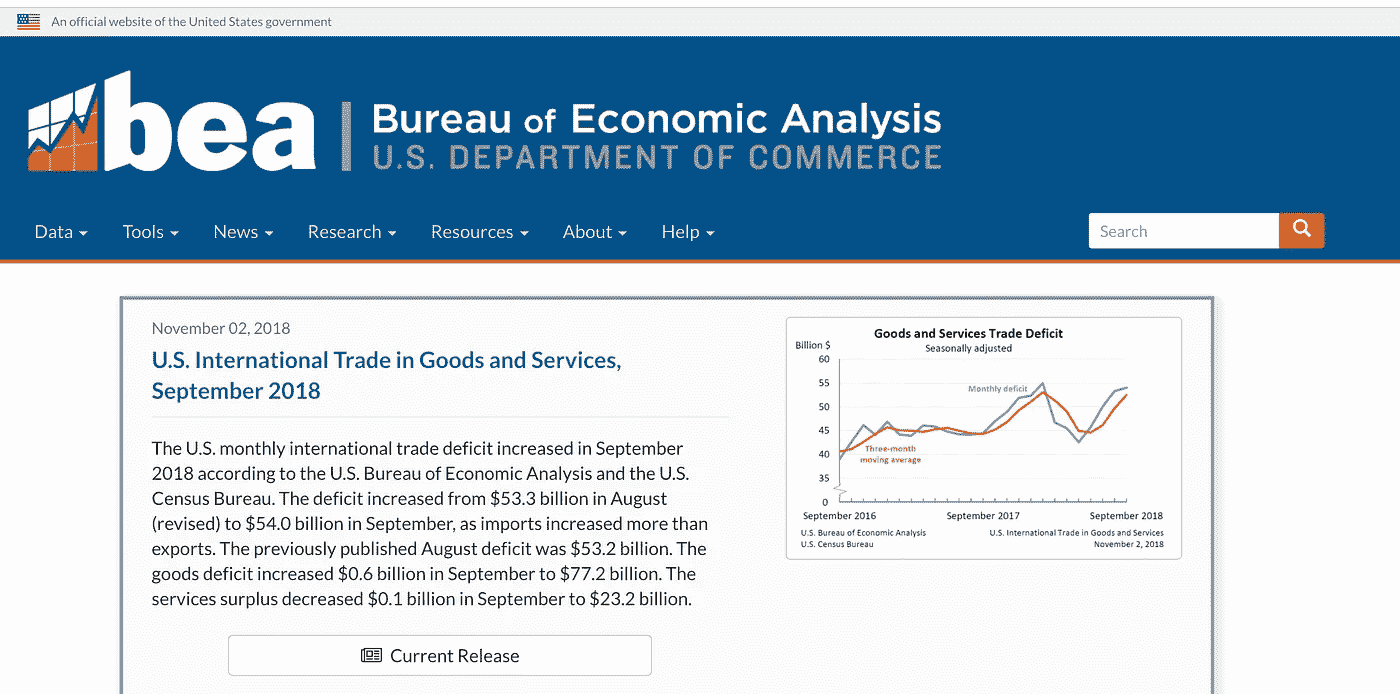 An official website of the United States government
bea
Bureau of Economic Analysis
U.S. DEPARTMENT OF COMMERCE
Data Tools News Research Resources About Help
Search
November 02, 2018
U.S. International Trade in Goods and Services,
September 2018
The U.S. monthly international trade deficit increased in September
2018 according to the U.S. Bureau of Economic Analysis and the U.S.
Census Bureau. The deficit increased from $53.3 billion in August
(revised) to $54.0 billion in September, as imports increased more than
exports. The previously published August deficit was $53.2 billion. The
goods deficit increased $0.6 billion in September to $77.2 billion. The
services surplus decreased $0.1 billion in September to $23.2 billion.
Current Release
Goods and Services Trade Deficit
Seasonally adjusted
Billion $
60
55
Monthly deficit
50
45
Three-month
moving average
40
35
0
September 2016 September 2017 September 2018
U.S. Bureau of Economic Analysis U.S. International Trade in Goods and Services
U.S. Census Bureau November 2, 2018